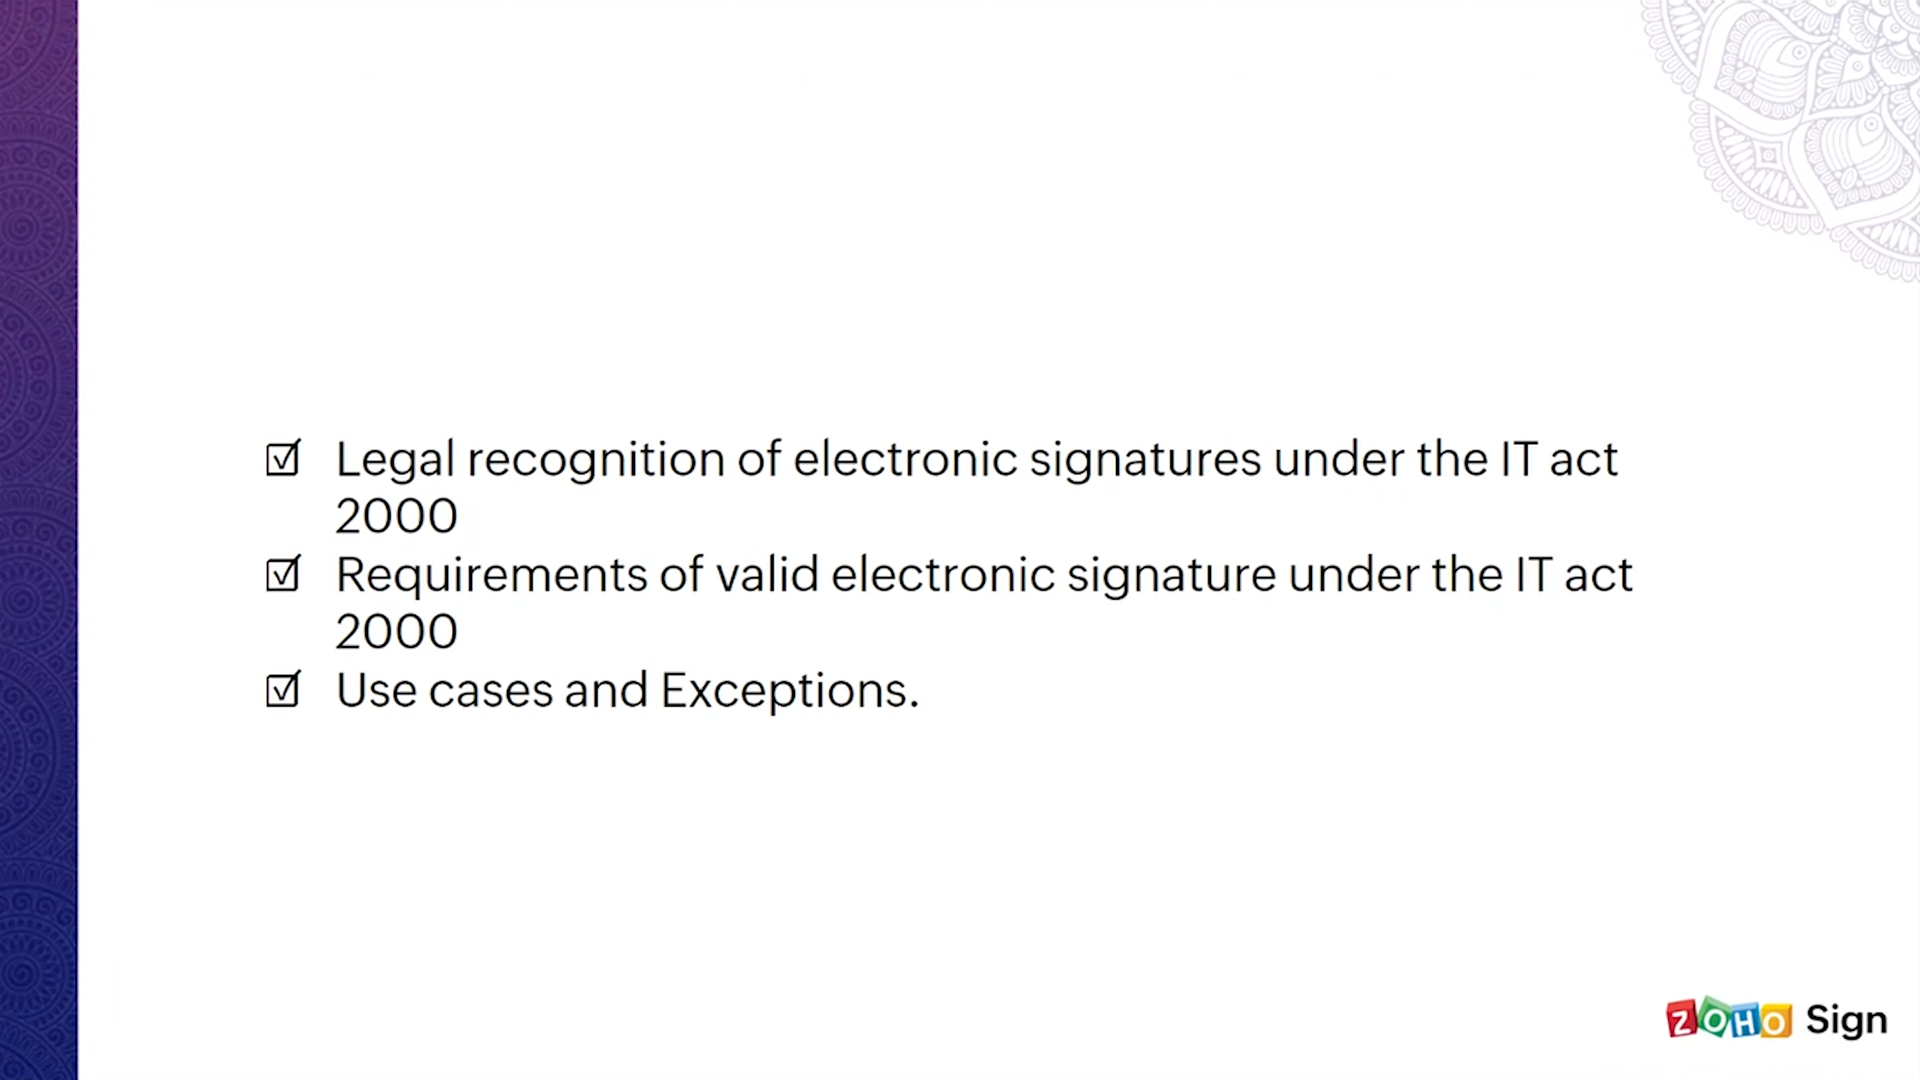 Legal recognition of electronic signatures under the IT act
2000
Requirements of valid electronic signature under the IT act
2000
Use cases and Exceptions.
ZOHO Sign